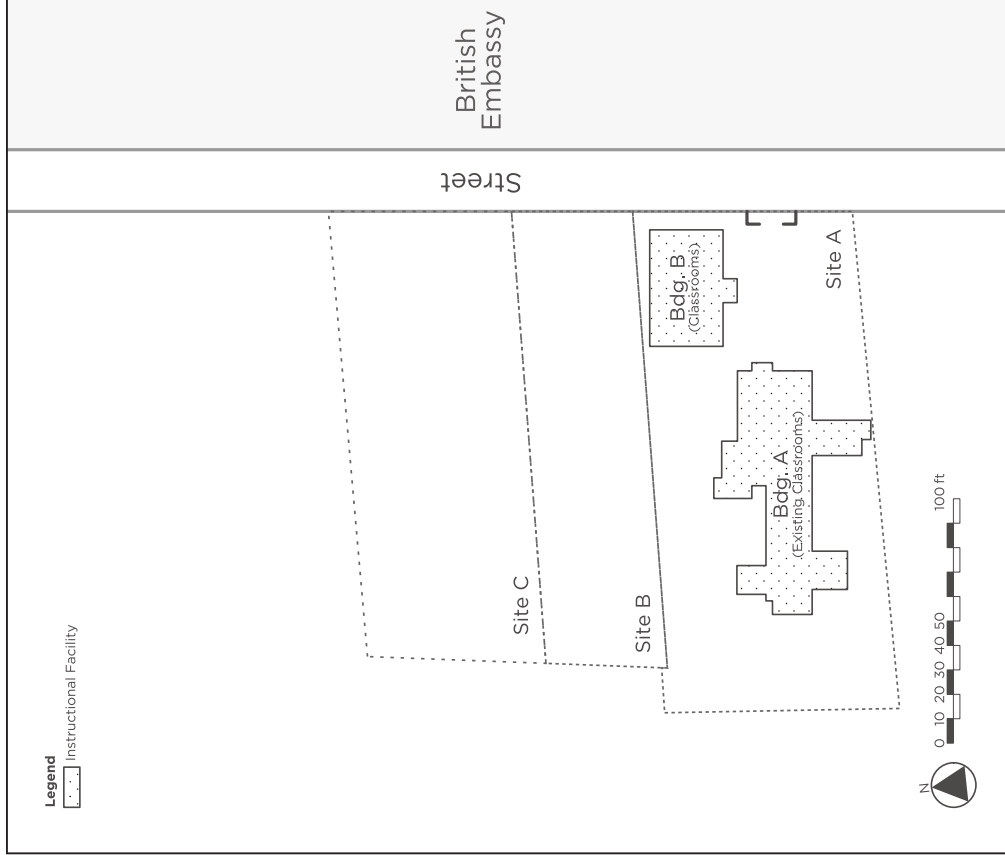 Legend
Instructional Facility
British
Embassy
Street
Site C
Site B
Site A
Bdg. B
(Classrooms)
Bdg. A
(Existing Classrooms)
N
0 10 20 30 40 50 100 ft